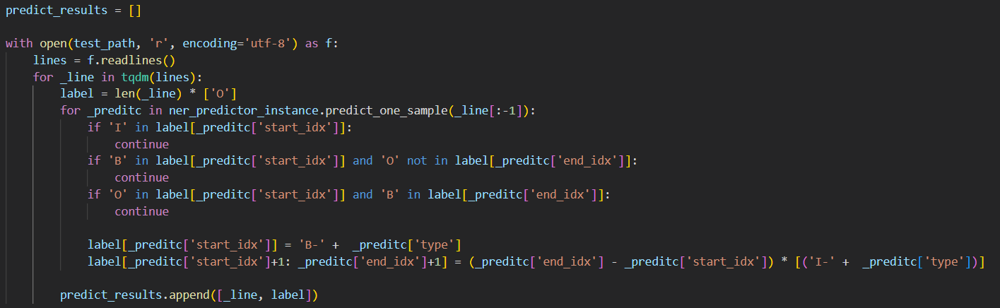 predict_results = []
with open(test_path, 'r', encoding='utf-8') as f:
    lines = f.readlines()
    for _line in tqdm(lines):
        label = len(_line) * ['O']
        for _preditc in ner_predictor_instance.predict_one_sample(_line[:-1]):
            if 'I' in label[_preditc['start_idx']]:
                continue
            if 'B' in label[_preditc['start_idx']] and 'O' not in label[_preditc['end_idx']]:
                continue
            if 'O' in label[_preditc['start_idx']] and 'B' in label[_preditc['end_idx']]:
                continue
            label[_preditc['start_idx']] = 'B-' +  _preditc['type']
            label[_preditc['start_idx']+1: _preditc['end_idx']+1] = (_preditc['end_idx'] - _preditc['start_idx']) * [('I-' +  _preditc['type'])]
        predict_results.append([_line, label])